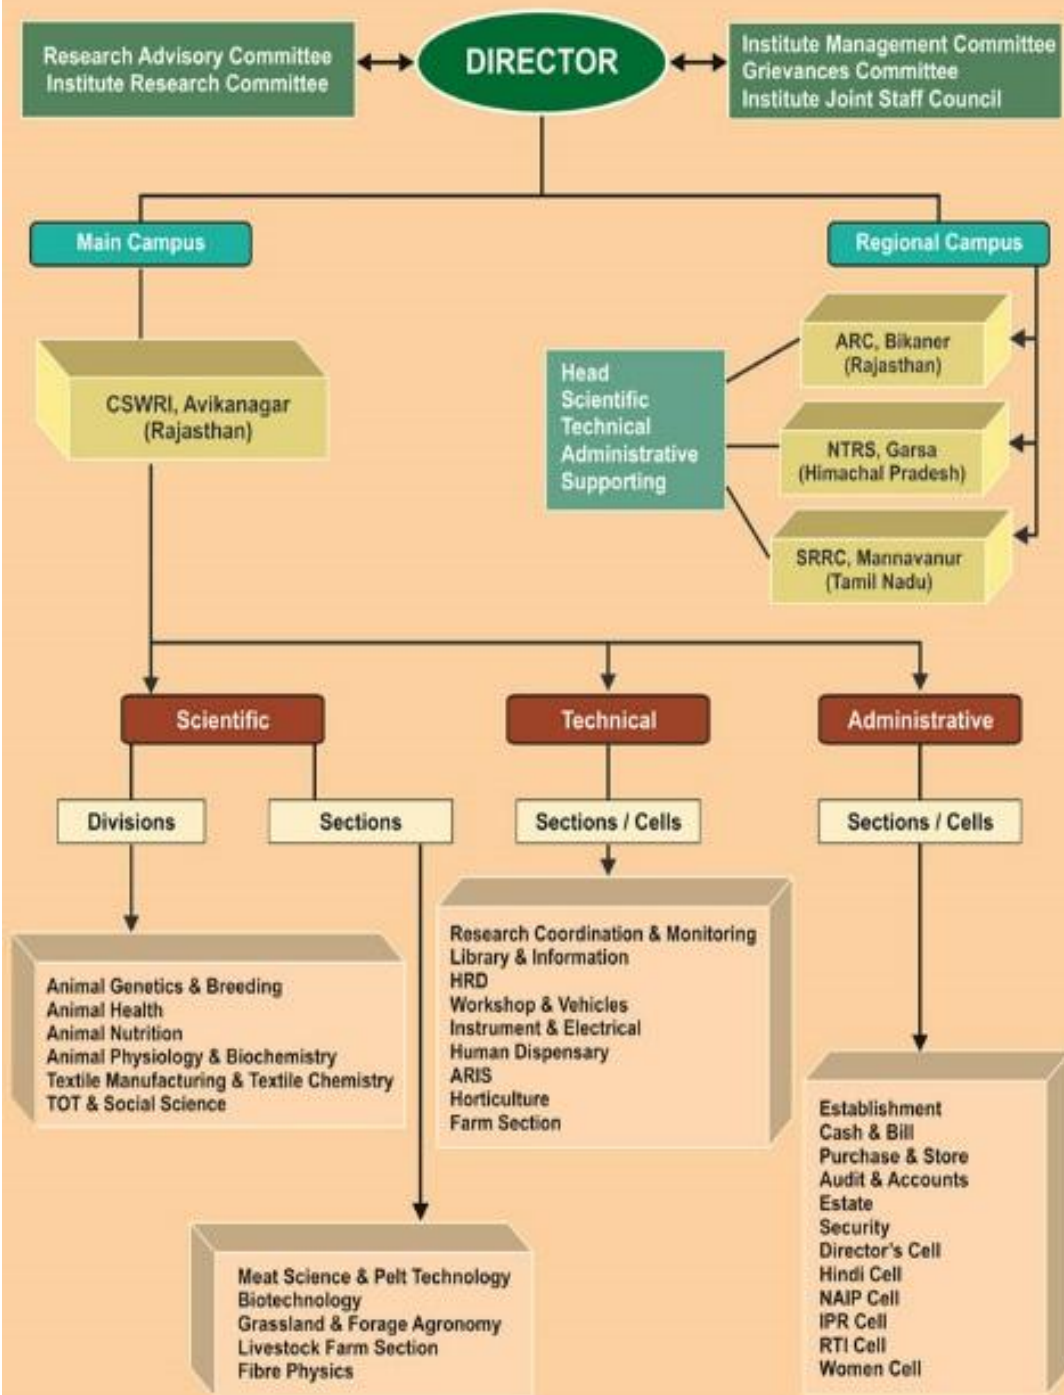 Research Advisory Committee
Institute Research Committee
DIRECTOR
Institute Management Committee
Grievances Committee
Institute Joint Staff Council
Main Campus
Regional Campus
CSWRI, Avikanagar
(Rajasthan)
Head
Scientific
Technical
Administrative
Supporting
ARC, Bikaner
(Rajasthan)
NTRS, Garsa
(Himachal Pradesh)
SRRC, Mannavanur
(Tamil Nadu)
Scientific
Technical
Administrative
Divisions
Sections
Sections / Cells
Sections / Cells
Animal Genetics & Breeding
Animal Health
Animal Nutrition
Animal Physiology & Biochemistry
Textile Manufacturing & Textile Chemistry
TOT & Social Science
Meat Science & Pelt Technology
Biotechnology
Grassland & Forage Agronomy
Livestock Farm Section
Fibre Physics
Research Coordination & Monitoring
Library & Information
HRD
Workshop & Vehicles
Instrument & Electrical
Human Dispensary
ARIS
Horticulture
Farm Section
Establishment
Cash & Bill
Purchase & Store
Audit & Accounts
Estate
Security
Director's Cell
Hindi Cell
NAIP Cell
IPR Cell
RTI Cell
Women Cell